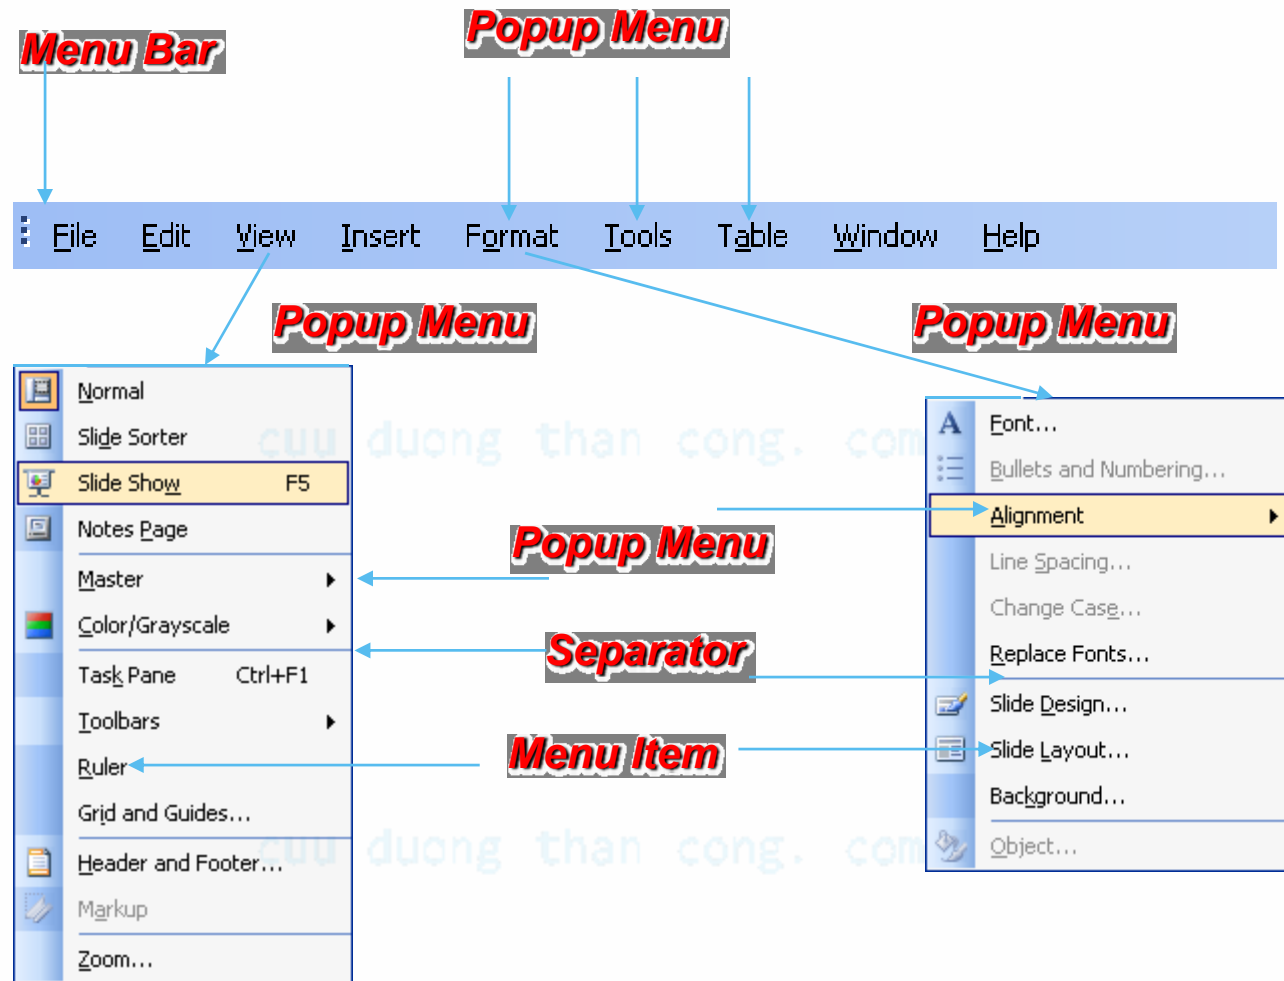 Menu Bar
Popup Menu
File Edit View Insert Format Tools Table Window Help
Popup Menu
Popup Menu
Normal
Slide Sorter
Slide Show F5
Notes Page
Master
Color/Grayscale
Task Pane Ctrl+F1
Toolbars
Ruler
Grid and Guides...
Header and Footer...
Markup
Zoom...
cuu duong than cong. com
Popup Menu
Separator
Menu Item
cuu duong than cong. com
Font...
Bullets and Numbering...
Alignment
Line Spacing...
Change Case...
Replace Fonts...
Slide Design...
Slide Layout...
Background...
Object...